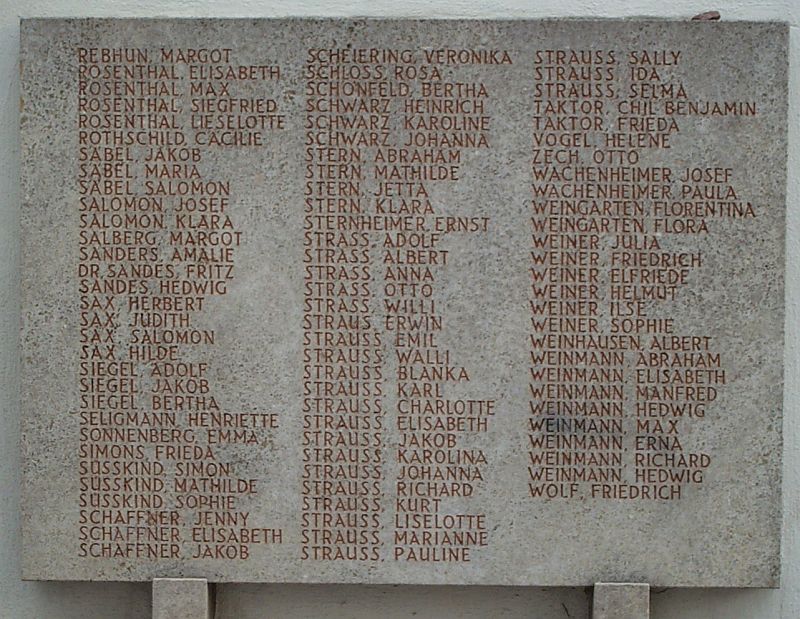 REBHUN, MARGOT
ROSENTHAL, ELISABETH
ROSENTHAL, MAX
ROSENTHAL, SIEGFRIED
ROSENTHAL, LIESELOTTE
ROTHSCHILD, CÄCILIE
SÄBEL, JAKOB
SÄBEL, MARIA
SÄBEL, SALOMON
SALOMON, JOSEF
SALOMON, KLARA
SALBERG, MARGOT
SANDERS, AMALIE
DR. SANDES, FRITZ
SANDES, HEDWIG
SAX, HERBERT
SAX, JUDITH
SAX, SALOMON
SAX, HILDE
SIEGEL, ADOLF
SIEGEL, JAKOB
SIEGEL, BERTHA
SELIGMANN, HENRIETTE
SONNENBERG, EMMA
SIMONS, FRIEDA
SÜSSKIND, SIMON
SÜSSKIND, MATHILDE
SÜSSKIND, SOPHIE
SCHAFFNER, JENNY
SCHAFFNER, ELISABETH
SCHAFFNER, JAKOB
SCHEIERING, VERONIKA
SCHLOSS, ROSA
SCHÖNFELD, BERTHA
SCHWARZ, HEINRICH
SCHWARZ, KAROLINE
SCHWARZ, JOHANNA
STERN, ABRAHAM
STERN, MATHILDE
STERN, JETTA
STERN, KLARA
STERNHEIMER, ERNST
STRASS, ADOLF
STRASS, ALBERT
STRASS, ANNA
STRASS, OTTO
STRASS, WILLI
STRAUS, ERWIN
STRAUSS, EMIL
STRAUSS, WALLI
STRAUSS, BLANKA
STRAUSS, KARL
STRAUSS, CHARLOTTE
STRAUSS, ELISABETH
STRAUSS, JAKOB
STRAUSS, KAROLINA
STRAUSS, JOHANNA
STRAUSS, RICHARD
STRAUSS, KURT
STRAUSS, LISELOTTE
STRAUSS, MARIANNE
STRAUSS, PAULINE
STRAUSS, SALLY
STRAUSS, IDA
STRAUSS, SELMA
TAKTOR, CHIL BENJAMIN
TAKTOR, FRIEDA
VOGEL, HELENE
ZECH, OTTO
WACHENHEIMER, JOSEF
WACHENHEIMER, PAULA
WEINGARTEN, FLORENTINA
WEINGARTEN, FLORA
WEINER, JULIA
WEINER, FRIEDRICH
WEINER, ELFRIEDE
WEINER, HELMUT
WEINER, ILSE
WEINER, SOPHIE
WEINHAUSEN, ALBERT
WEINMANN, ABRAHAM
WEINMANN, ELISABETH
WEINMANN, MANFRED
WEINMANN, HEDWIG
WEINMANN, MAX
WEINMANN, ERNA
WEINMANN, RICHARD
WEINMANN, HEDWIG
WOLF, FRIEDRICH